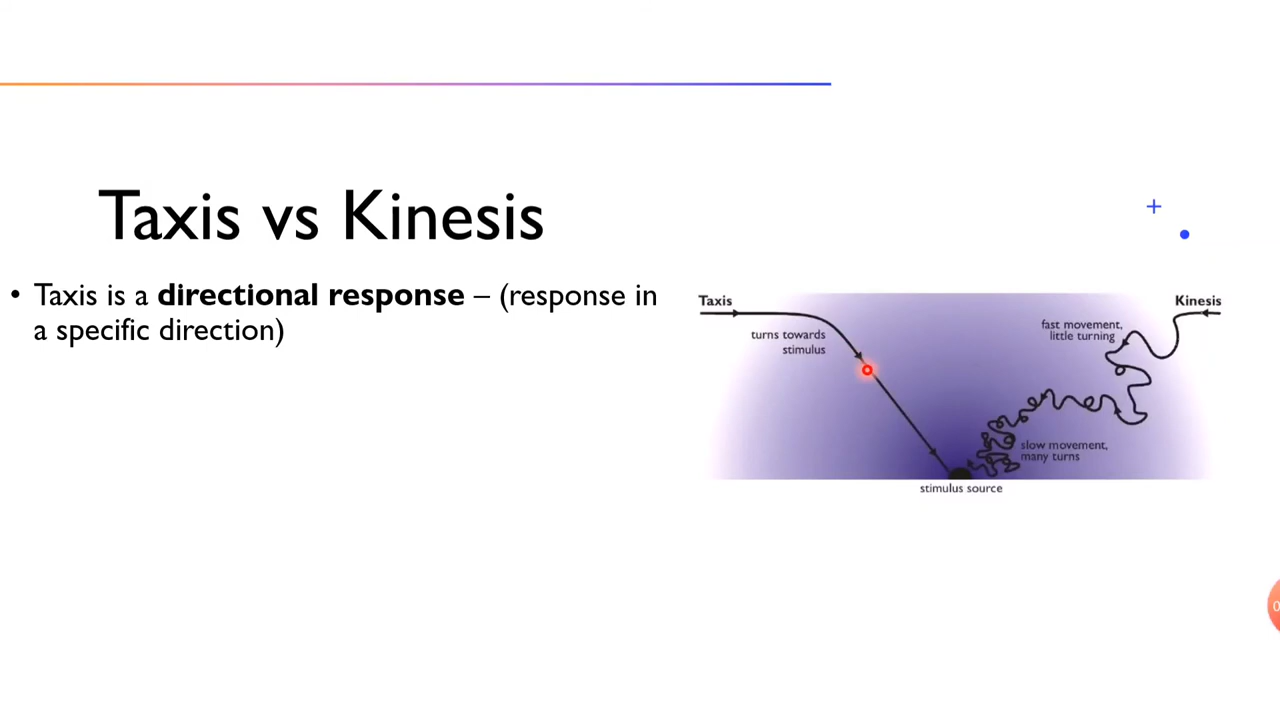 Taxis vs Kinesis
• Taxis is a directional response – (response in
a specific direction)
Taxis
Kinesis
turns towards
stimulus
fast movement,
little turning
slow movement,
many turns
stimulus source
0